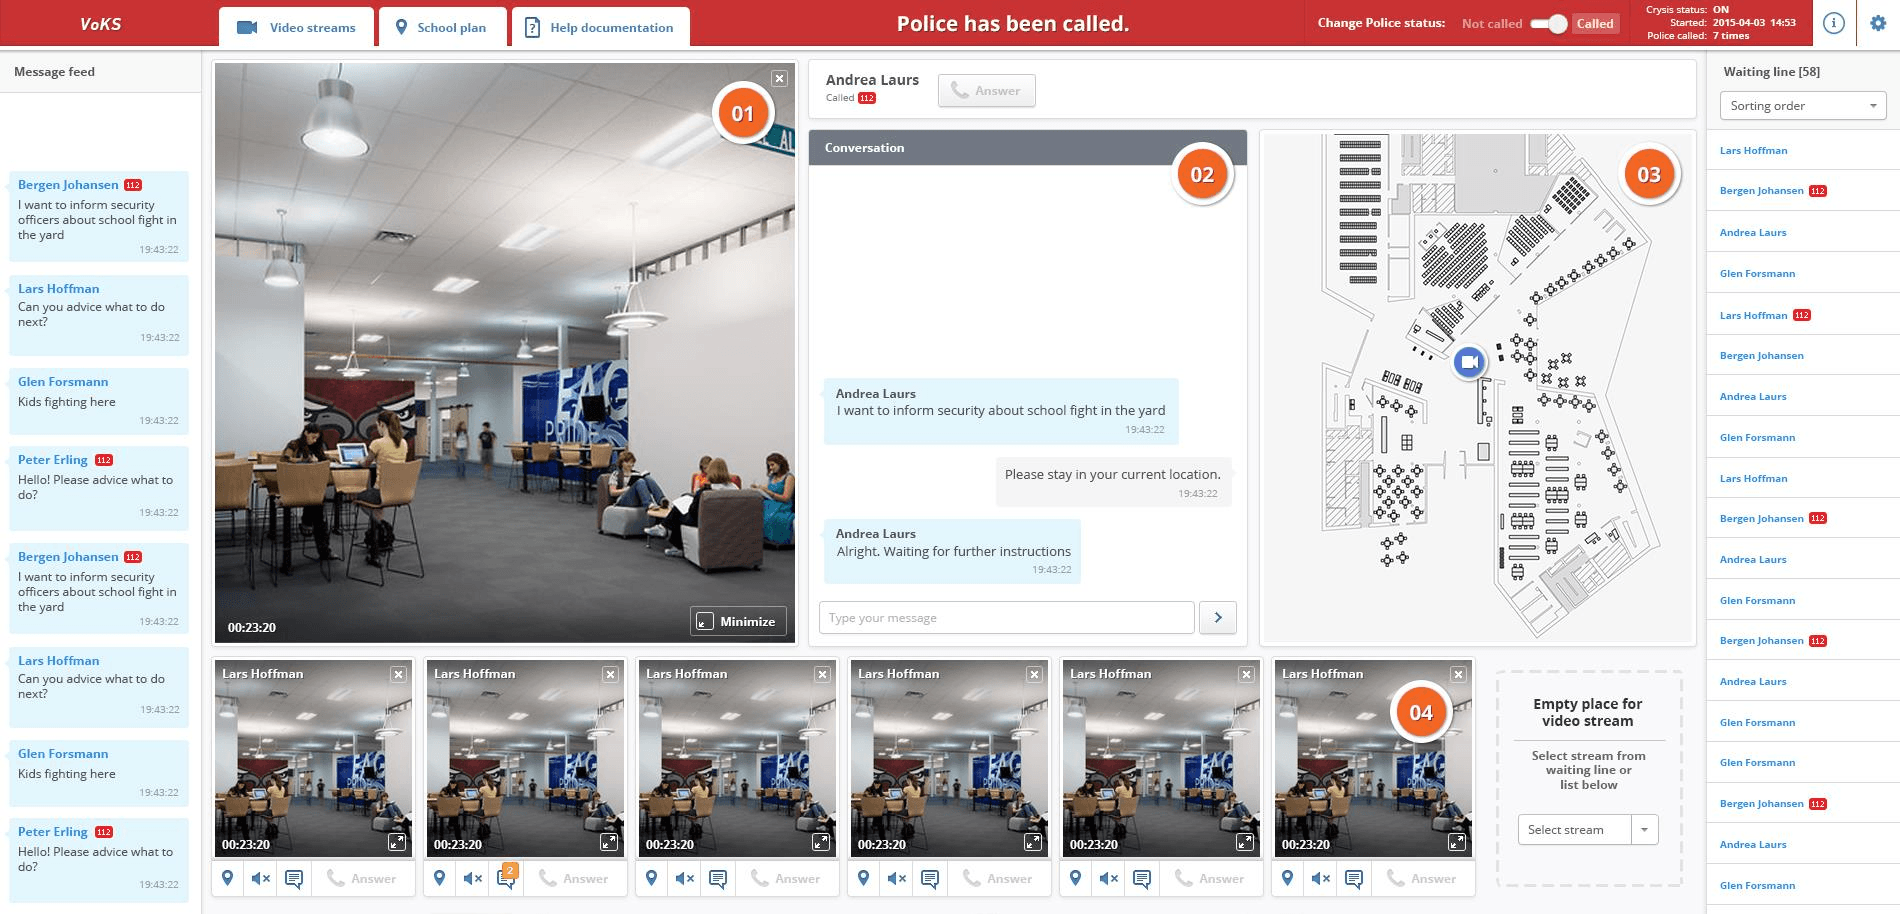 VoKS
Video streams
School plan
Help documentation
Police has been called.
Change Police status:
Not called
Called
Crysis status: ON
Started: 2015-04-03 14:53
Police called: 7 times
Message feed
Bergen Johansen 112
I want to inform security
officers about school fight in
the yard
19:43:22
Lars Hoffman
Can you advice what to do
next?
19:43:22
Glen Forsmann
Kids fighting here
19:43:22
Peter Erling 112
Hello! Please advice what to
do?
19:43:22
Bergen Johansen 112
I want to inform security
officers about school fight in
the yard
19:43:22
Lars Hoffman
Can you advice what to do
next?
19:43:22
Glen Forsmann
Kids fighting here
19:43:22
Peter Erling 112
Hello! Please advice what to
do?
19:43:22
01
PRIDE
00:23:20
Minimize
Andrea Laurs
Called 112
Answer
Conversation
02
Andrea Laurs
I want to inform security about school fight in the yard
19:43:22
Please stay in your current location.
19:43:22
Andrea Laurs
Alright. Waiting for further instructions
19:43:22
Type your message
03
Lars Hoffman
00:23:20
Answer
Lars Hoffman
00:23:20
2
Answer
Lars Hoffman
00:23:20
Answer
Lars Hoffman
00:23:20
Answer
Lars Hoffman
00:23:20
Answer
Lars Hoffman
04
00:23:20
Answer
Empty place for
video stream
Select stream from
waiting line or
list below
Select stream
Waiting line [58]
Sorting order
Lars Hoffman
Bergen Johansen 112
Andrea Laurs
Glen Forsmann
Lars Hoffman 112
Bergen Johansen
Andrea Laurs
Glen Forsmann
Lars Hoffman
Bergen Johansen 112
Andrea Laurs
Glen Forsmann
Bergen Johansen 112
Andrea Laurs
Glen Forsmann
Glen Forsmann
Bergen Johansen 112
Andrea Laurs
Glen Forsmann